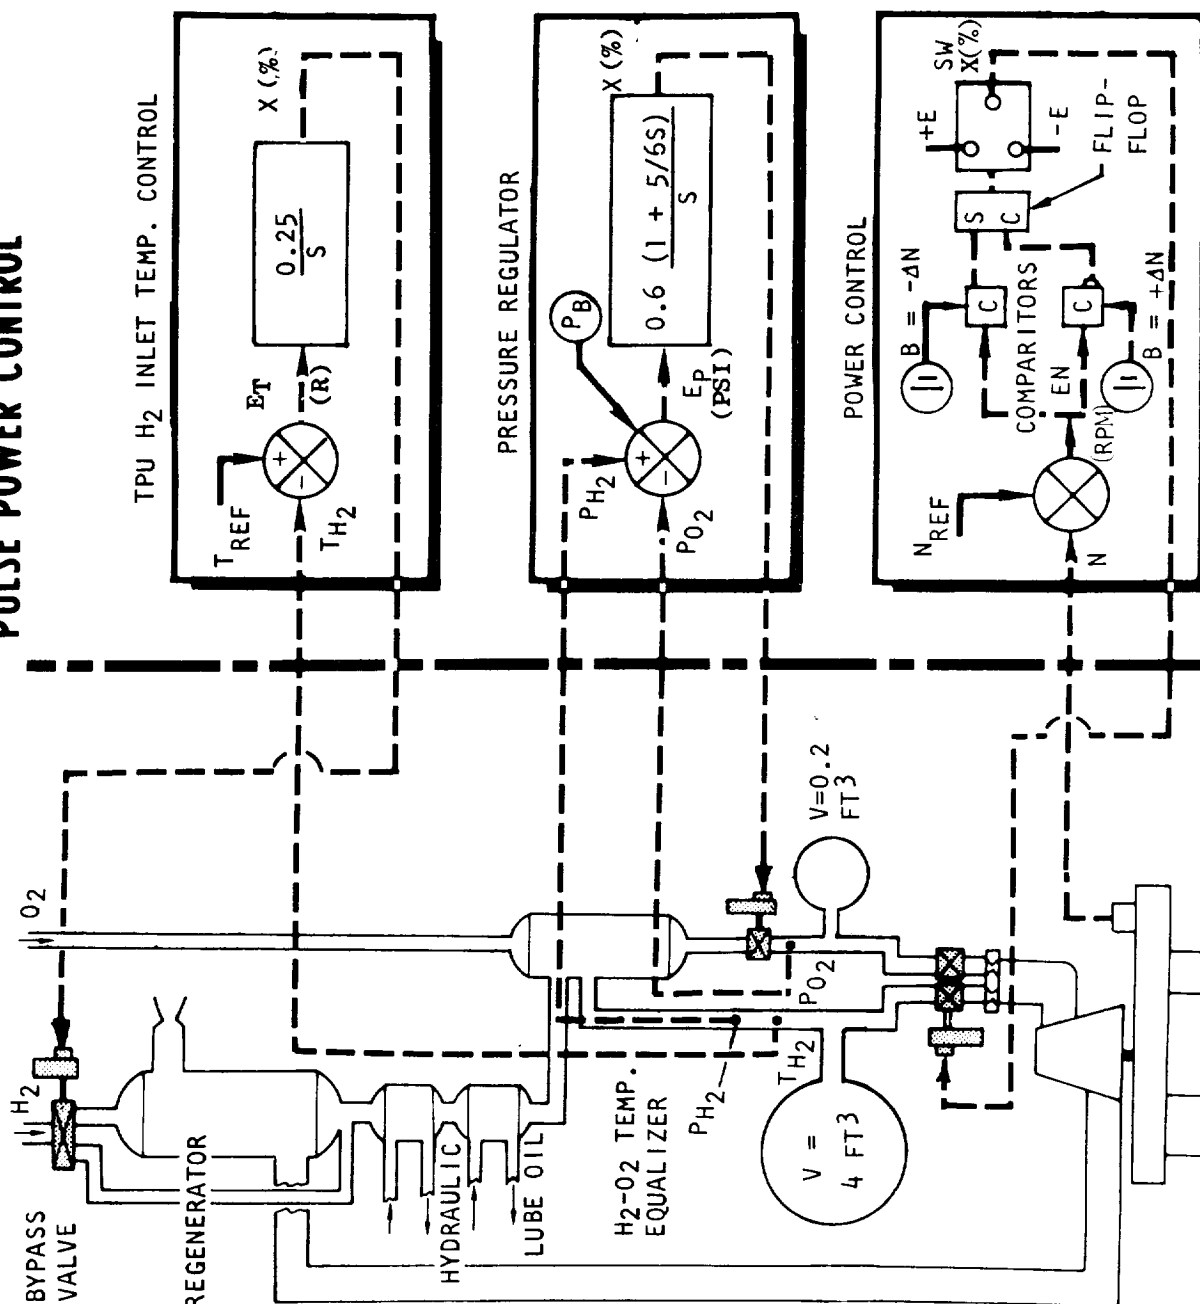 PULSE POWER CONTROL
TPU H2 INLET TEMP. CONTROL
TREF
+
-
TH2
ET
(R)
0.25
S
X (%)
PRESSURE REGULATOR
PH2
PB
+
-
PO2
EP
(PSI)
0.6 (1 + 5/6S)
S
X (%)
POWER CONTROL
NREF
N
(RPM)
EN
COMPARITORS
B = -ΔN
B = +ΔN
C
C
S
C
FLIP-
FLOP
+E
-E
SW
X(%)
O2
H2
BYPASS
VALVE
REGENERATOR
HYDRAULIC
LUBE OIL
H2-O2 TEMP.
EQUALIZER
PH2
TH2
PO2
V =
4 FT3
V=0.2
FT3